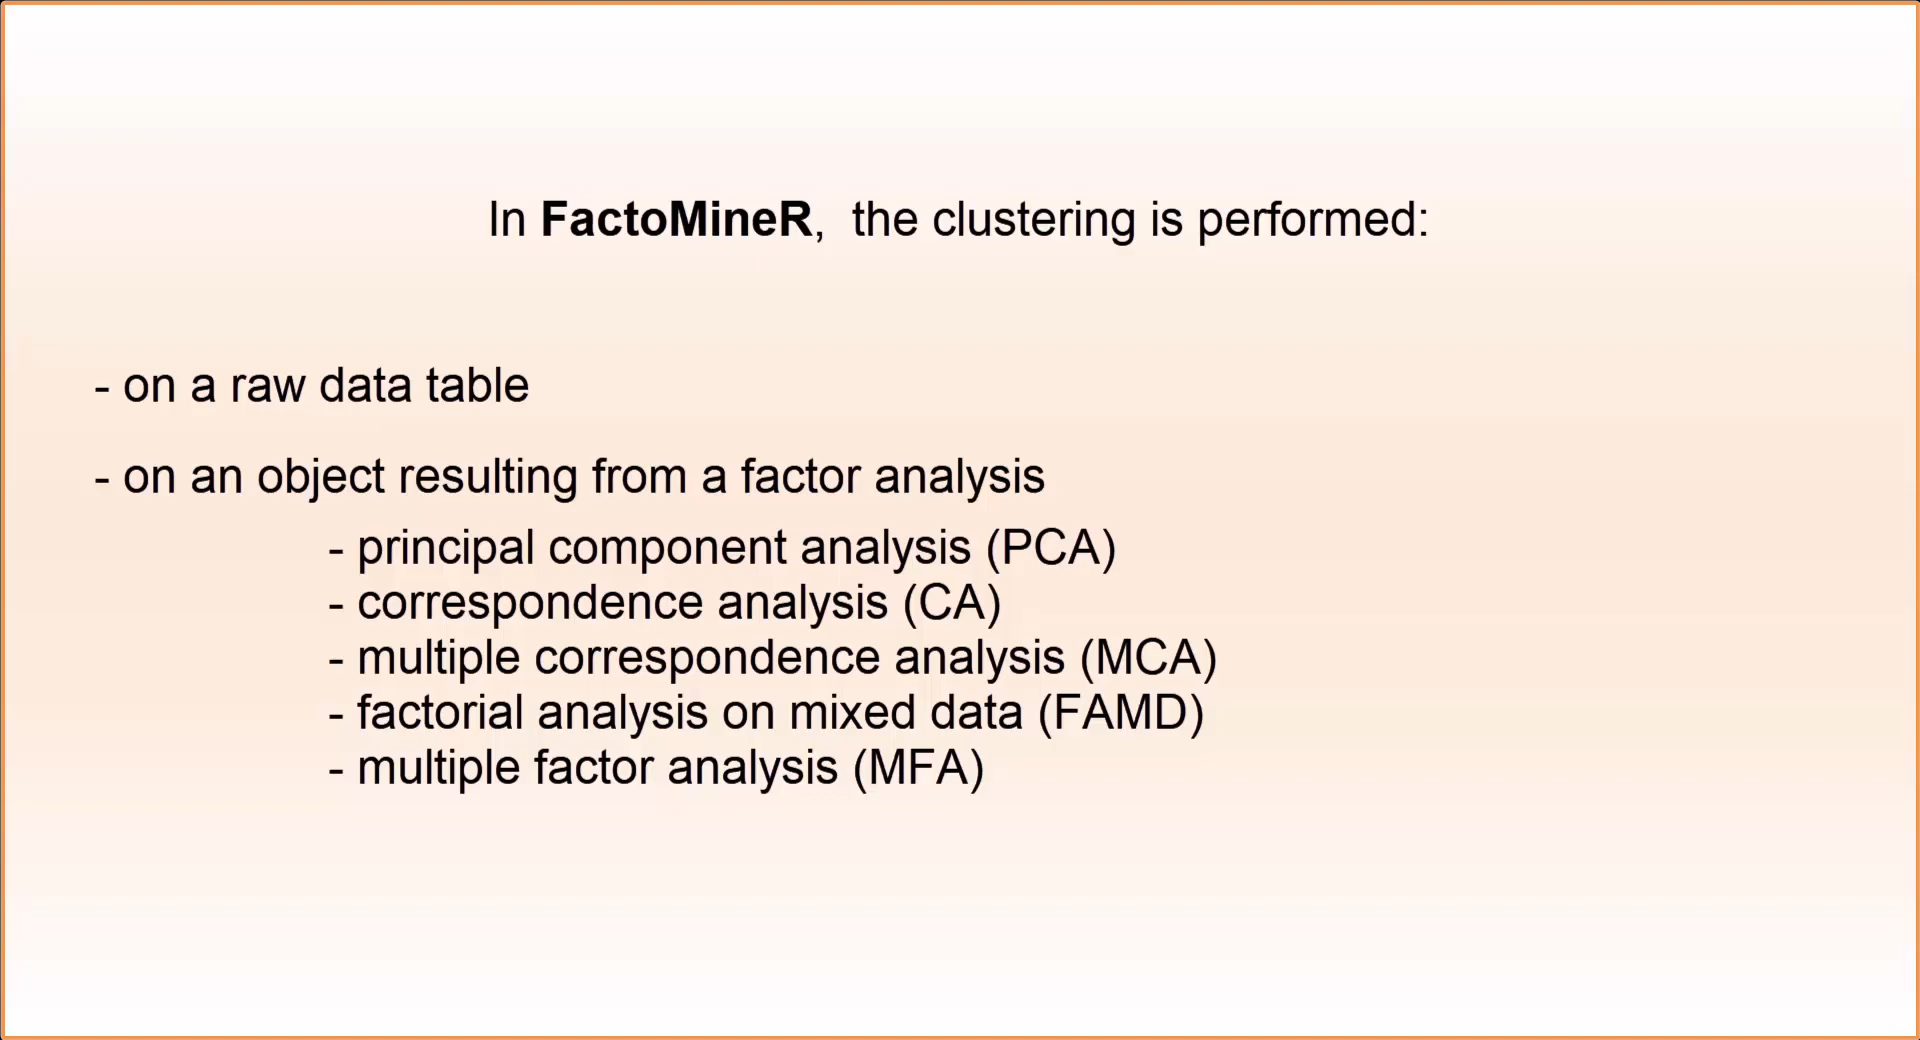 In FactoMineR, the clustering is performed:
- on a raw data table
- on an object resulting from a factor analysis
- principal component analysis (PCA)
- correspondence analysis (CA)
- multiple correspondence analysis (MCA)
- factorial analysis on mixed data (FAMD)
- multiple factor analysis (MFA)